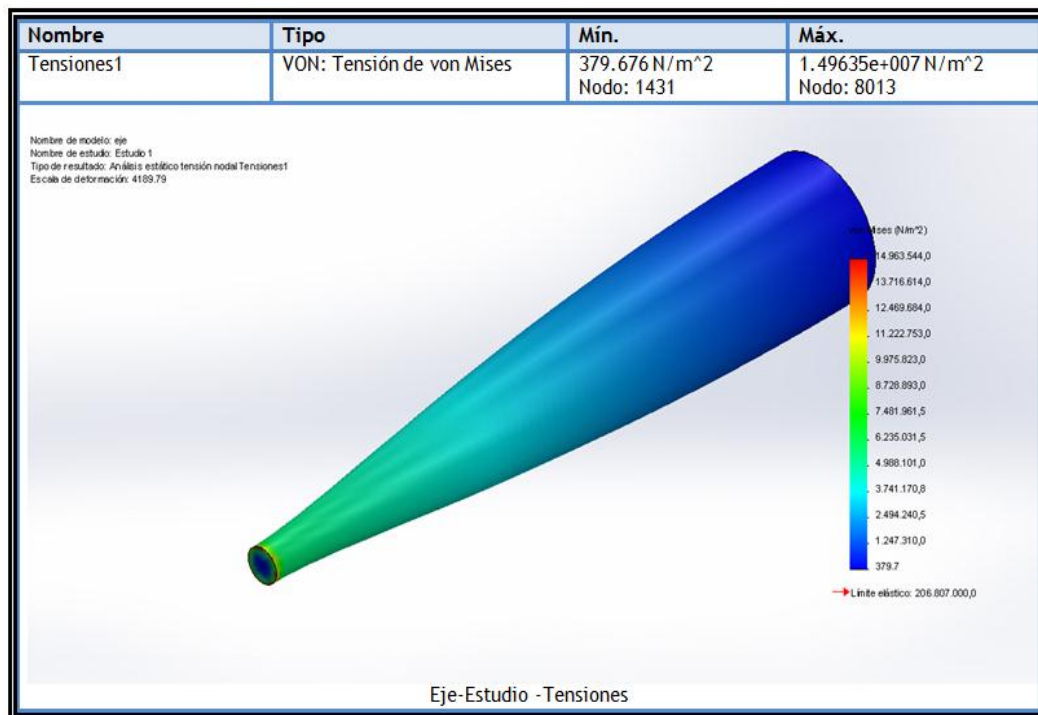 Nombre Tipo Mín. Máx.
Tensiones1 VON: Tensión de von Mises 379.676 N/m^2 1.49635e+007 N/m^2
Nodo: 1431 Nodo: 8013
Nombre de modelo: eje
Nombre de estudio: Estudio 1
Tipo de resultado: Análisis estático tensión nodal Tensiones1
Escala de deformación: 4189.79
Mises (N/m^2)
14.963.544,0
13.716.614,0
12.469.684,0
11.222.753,0
9.975.823,0
8.728.893,0
7.481.961,5
6.235.031,5
4.988.101,0
3.741.170,8
2.494.240,5
1.247.310,0
379.7
Límite elástico: 206.807.000,0
Eje-Estudio -Tensiones